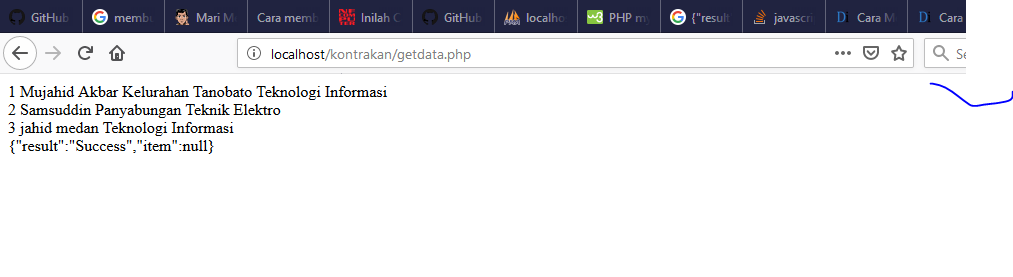 GitHub membe Mari M Cara memb Inilah C GitHub localho PHP my {"result" javascri Cara M Cara
localhost/kontrakan/getdata.php Se
1 Mujahid Akbar Kelurahan Tanobato Teknologi Informasi
2 Samsuddin Panyabungan Teknik Elektro
3 jahid medan Teknologi Informasi
{"result":"Success","item":null}